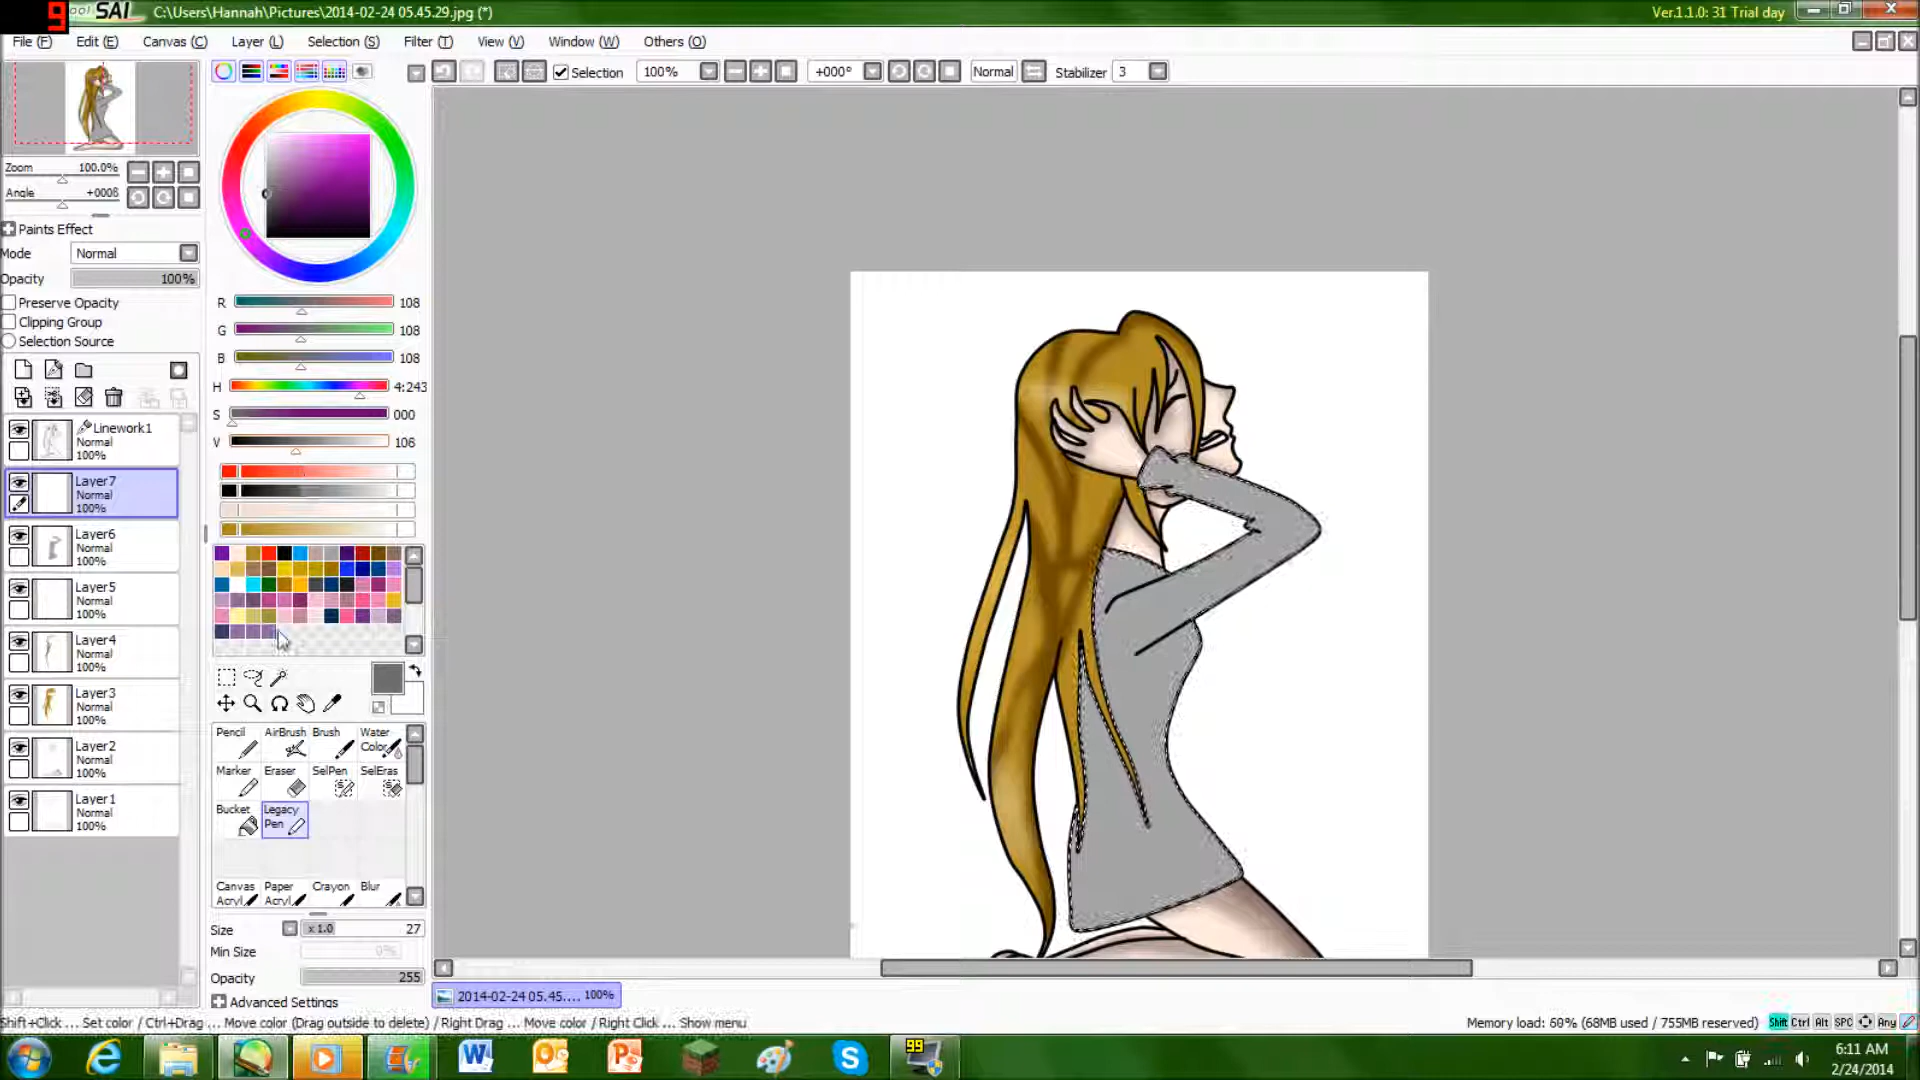 9 ool SAI C:\Users\Hannah\Pictures\2014-02-24 05.45.29.jpg (*) Ver.1.1.0: 31 Trial day
File (F) Edit (E) Canvas (C) Layer (L) Selection (S) Filter (T) View (V) Window (W) Others (O)
Selection 100% +000° Normal Stabilizer 3
Zoom 100.0%
Angle +000ß
Paints Effect
Mode Normal
Opacity 100%
Preserve Opacity
Clipping Group
Selection Source
Linework1
Normal
100%
Layer7
Normal
100%
Layer6
Normal
100%
Layer5
Normal
100%
Layer4
Normal
100%
Layer3
Normal
100%
Layer2
Normal
100%
Layer1
Normal
100%
R 108
G 108
B 108
H 4:243
S 000
V 108
Pencil AirBrush Brush Water Color
Marker Eraser SelPen SelEras
Bucket Legacy Pen
Canvas Acryl Paper Acryl Crayon Blur
Size x 1.0 27
Min Size 0%
Opacity 255
Advanced Settings
2014-02-24 05.45.... 100%
Shift+Click ... Set color / Ctrl+Drag ... Move color (Drag outside to delete) / Right Drag ... Move color / Right Click ... Show menu
Memory load: 60% (68MB used / 755MB reserved) Shift Ctrl Alt SPC Any
99
6:11 AM
2/24/2014